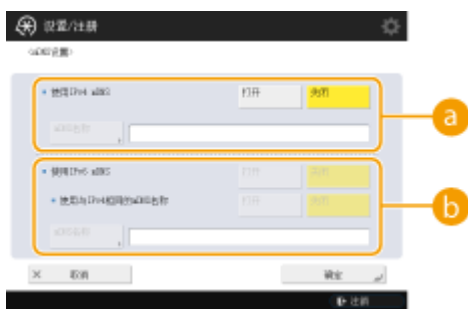 设置/注册
<mDNS设置>
使用IPv4 mDNS
打开
关闭
mDNS名称
a
使用IPv6 mDNS
打开
关闭
使用与IPv4相同的mDNS名称
打开
关闭
mDNS名称
b
取消
确定
注销